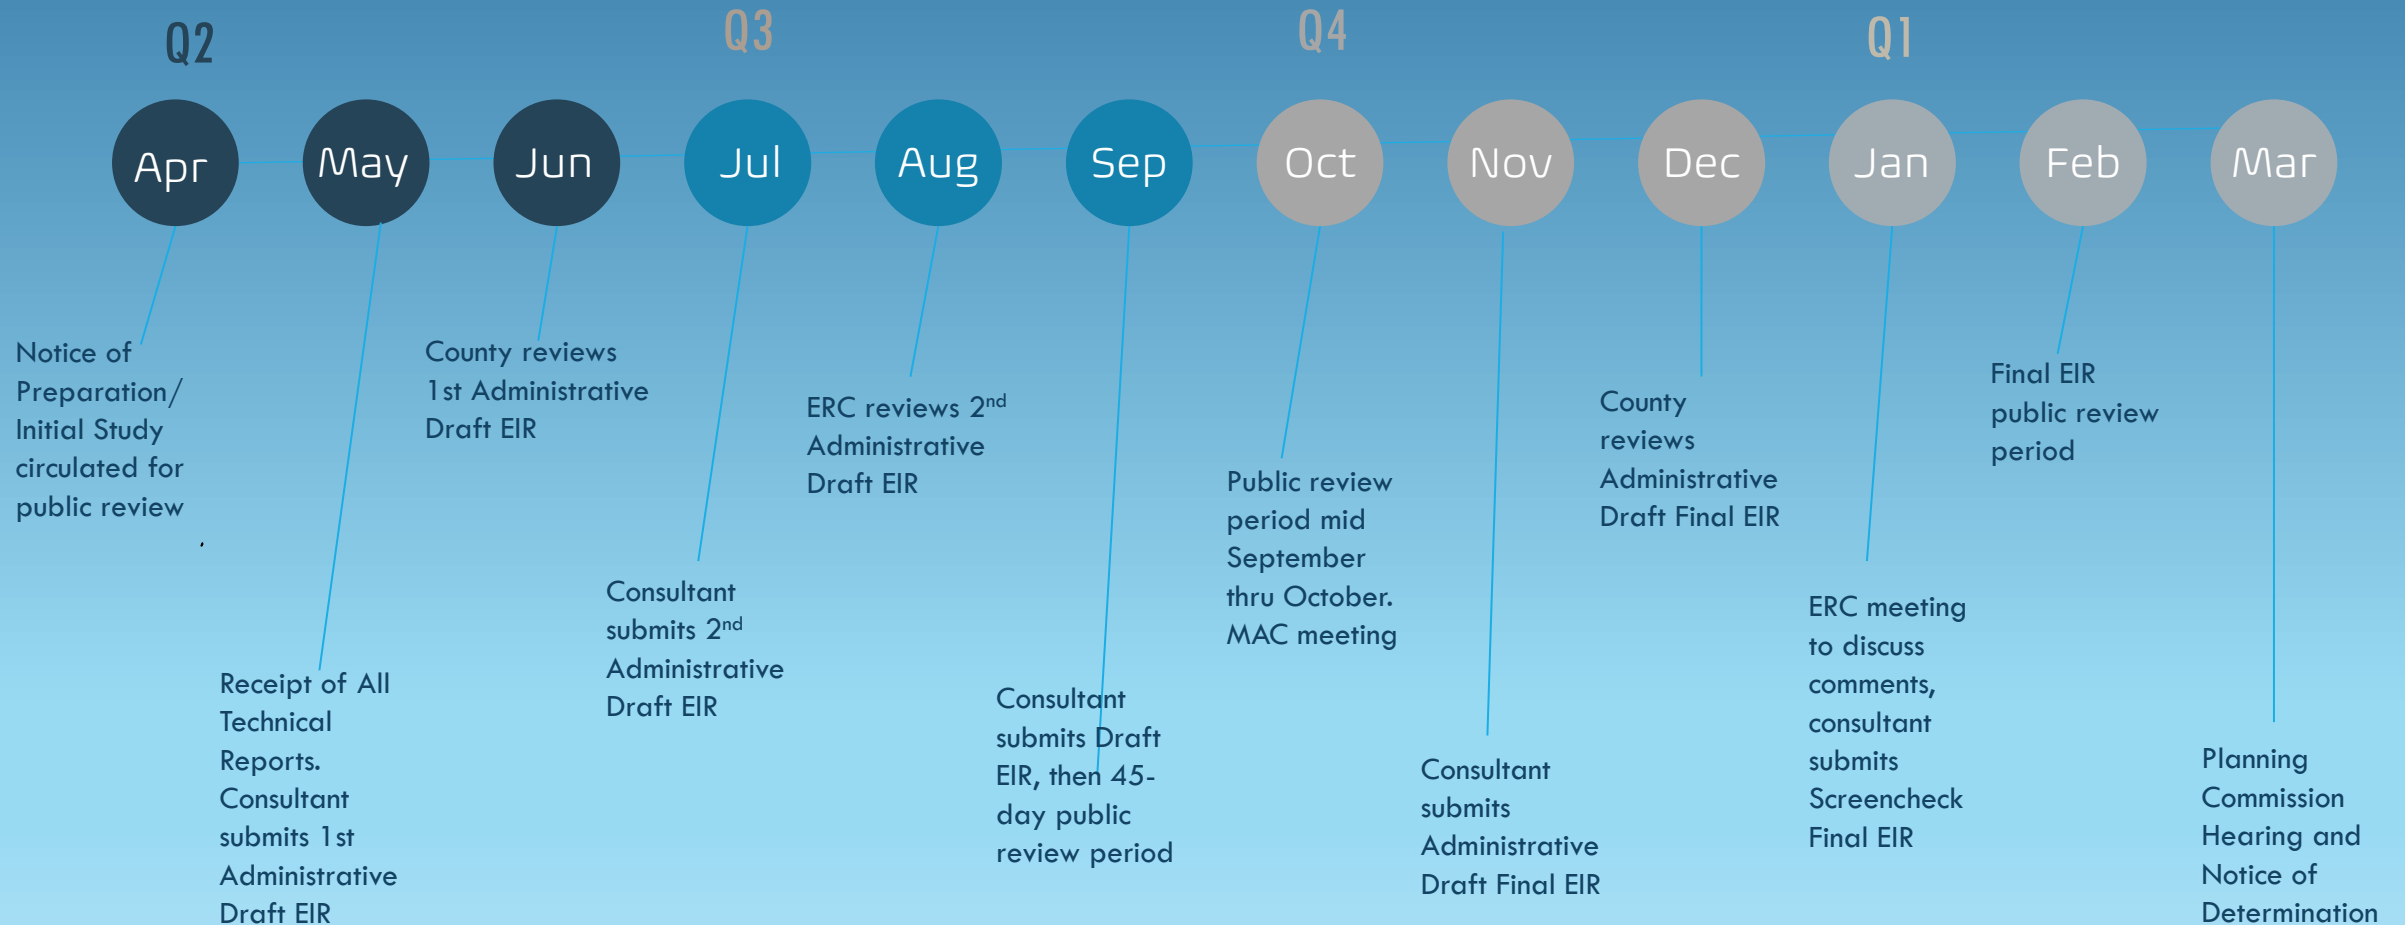 Q2
Q3
Q4
Q1
Apr
May
Jun
Jul
Aug
Sep
Oct
Nov
Dec
Jan
Feb
Mar
Notice of
Preparation/
Initial Study
circulated for
public review
.
Receipt of All
Technical
Reports.
Consultant
submits 1st
Administrative
Draft EIR
County reviews
1st Administrative
Draft EIR
Consultant
submits 2nd
Administrative
Draft EIR
ERC reviews 2nd
Administrative
Draft EIR
Consultant
submits Draft
EIR, then 45-
day public
review period
Public review
period mid
September
thru October.
MAC meeting
Consultant
submits
Administrative
Draft Final EIR
County
reviews
Administrative
Draft Final EIR
ERC meeting
to discuss
comments,
consultant
submits
Screencheck
Final EIR
Final EIR
public review
period
Planning
Commission
Hearing and
Notice of
Determination